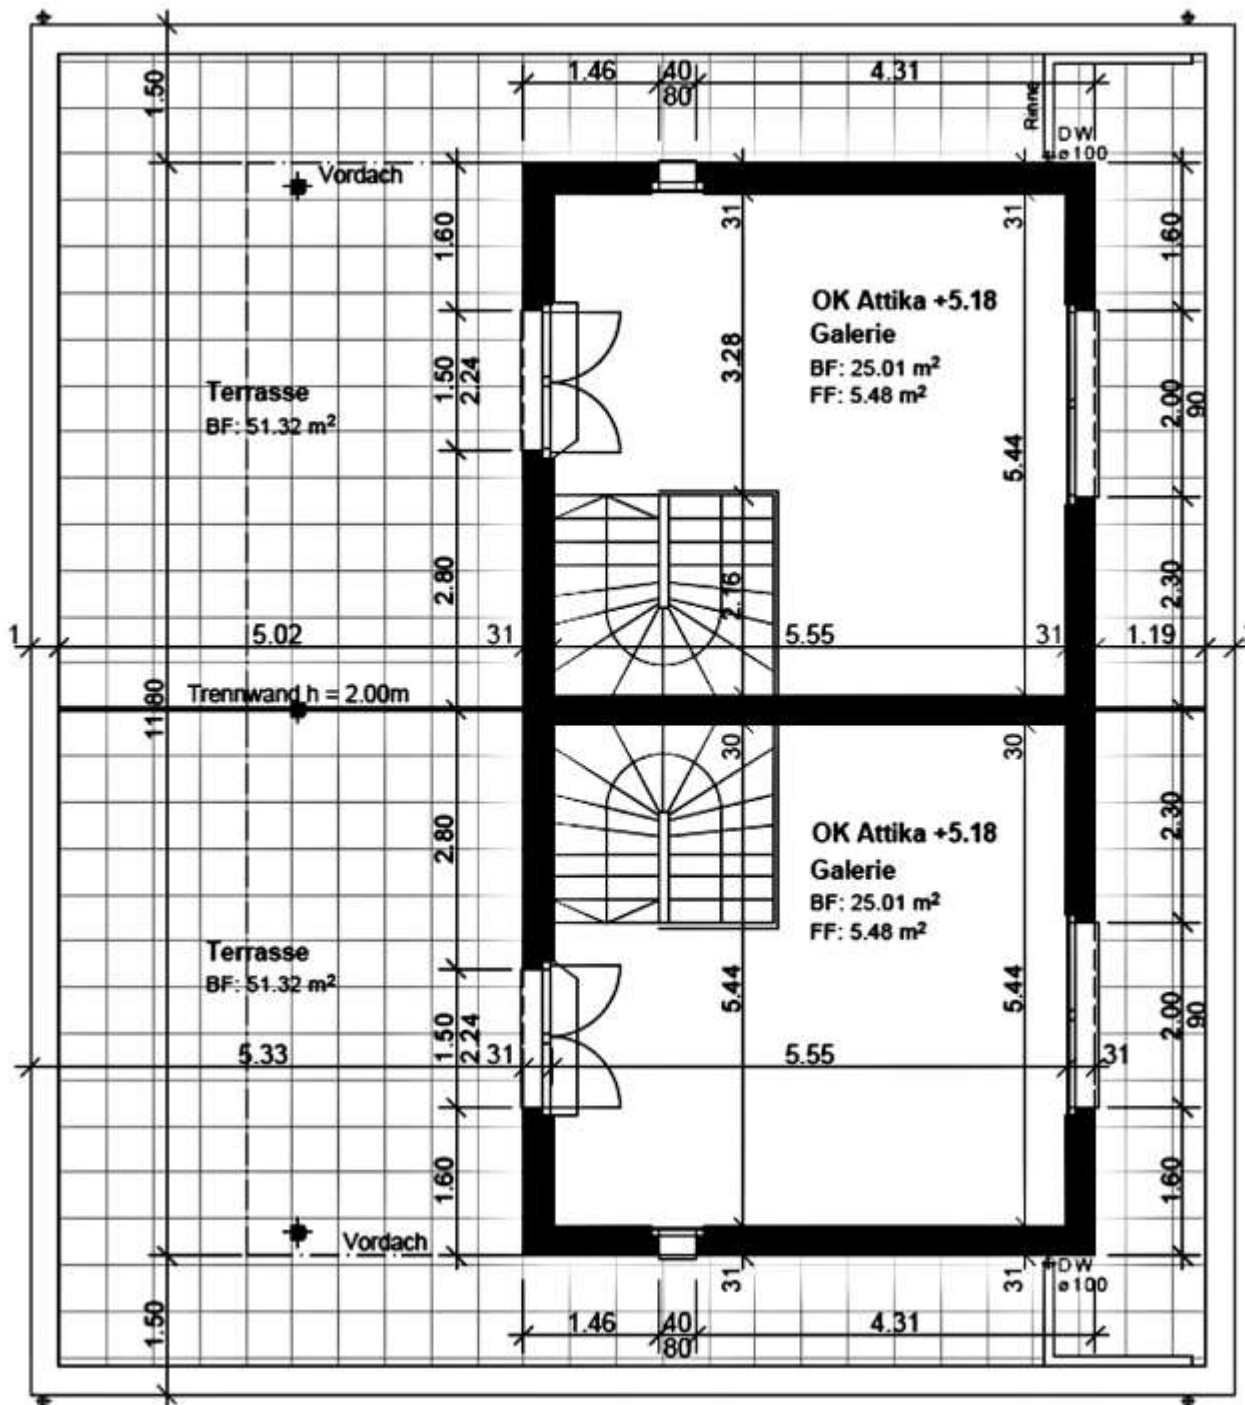 1.46
40
80
4.31
1.50
Rinne
DW
ø100
Vordach
31
31
1.60
1.60
OK Attika +5.18
Galerie
BF: 25.01 m²
FF: 5.48 m²
3.28
1.50
2.24
Terrasse
BF: 51.32 m²
2.00
90
5.44
2.80
2.16
2.30
1
5.02
31
5.55
31
1.19
Trennwand h = 2.00m
11.80
30
30
2.80
2.30
OK Attika +5.18
Galerie
BF: 25.01 m²
FF: 5.48 m²
Terrasse
BF: 51.32 m²
5.44
5.44
2.00
90
1.50
2.24
5.33
31
5.55
31
1.60
1.60
Vordach
DW
ø100
31
31
1.50
1.46
40
80
4.31